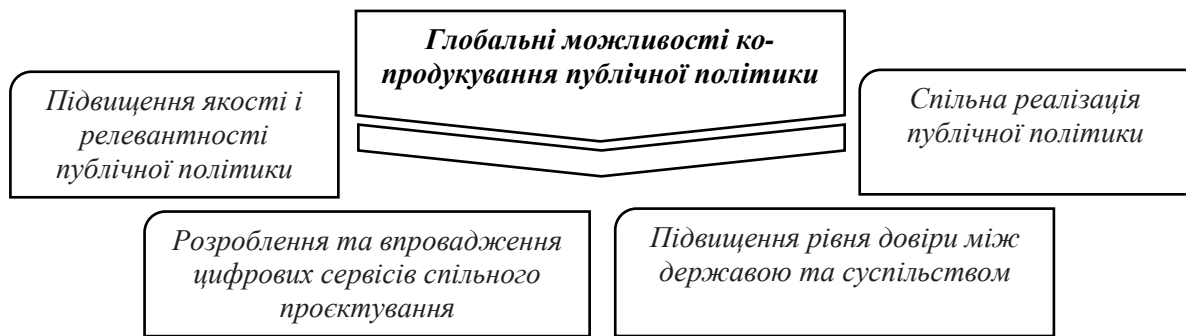 Глобальні можливості ко-
продукування публічної політики
Підвищення якості і
релевантності
публічної політики
Спільна реалізація
публічної політики
Розроблення та впровадження
цифрових сервісів спільного
проєктування
Підвищення рівня довіри між
державою та суспільством